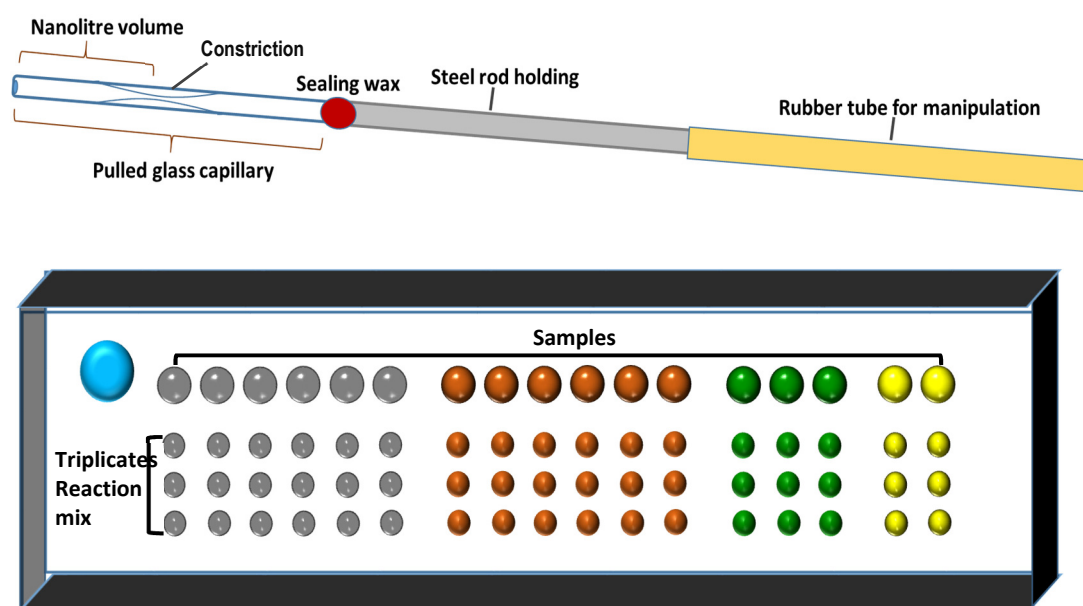 Nanolitre volume
Constriction
Sealing wax
Steel rod holding
Rubber tube for manipulation
Pulled glass capillary
Samples
Triplicates
Reaction
mix